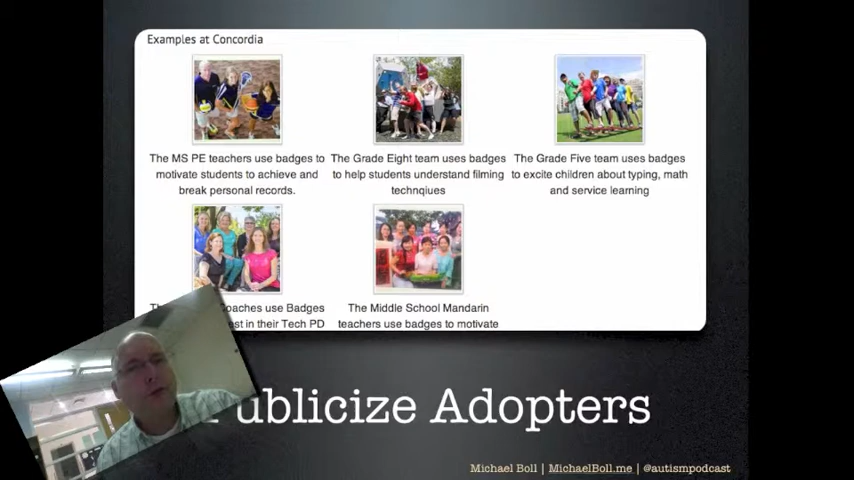 Examples at Concordia
The MS PE teachers use badges to
motivate students to achieve and
break personal records.
The Grade Eight team uses badges
to help students understand filming
technqiues
The Grade Five team uses badges
to excite children about typing, math
and service learning
Coaches use Badges
in their Tech PD
The Middle School Mandarin
teachers use badges to motivate
Publicize Adopters
Michael Boll | MichaelBoll.me | @autismpodcast